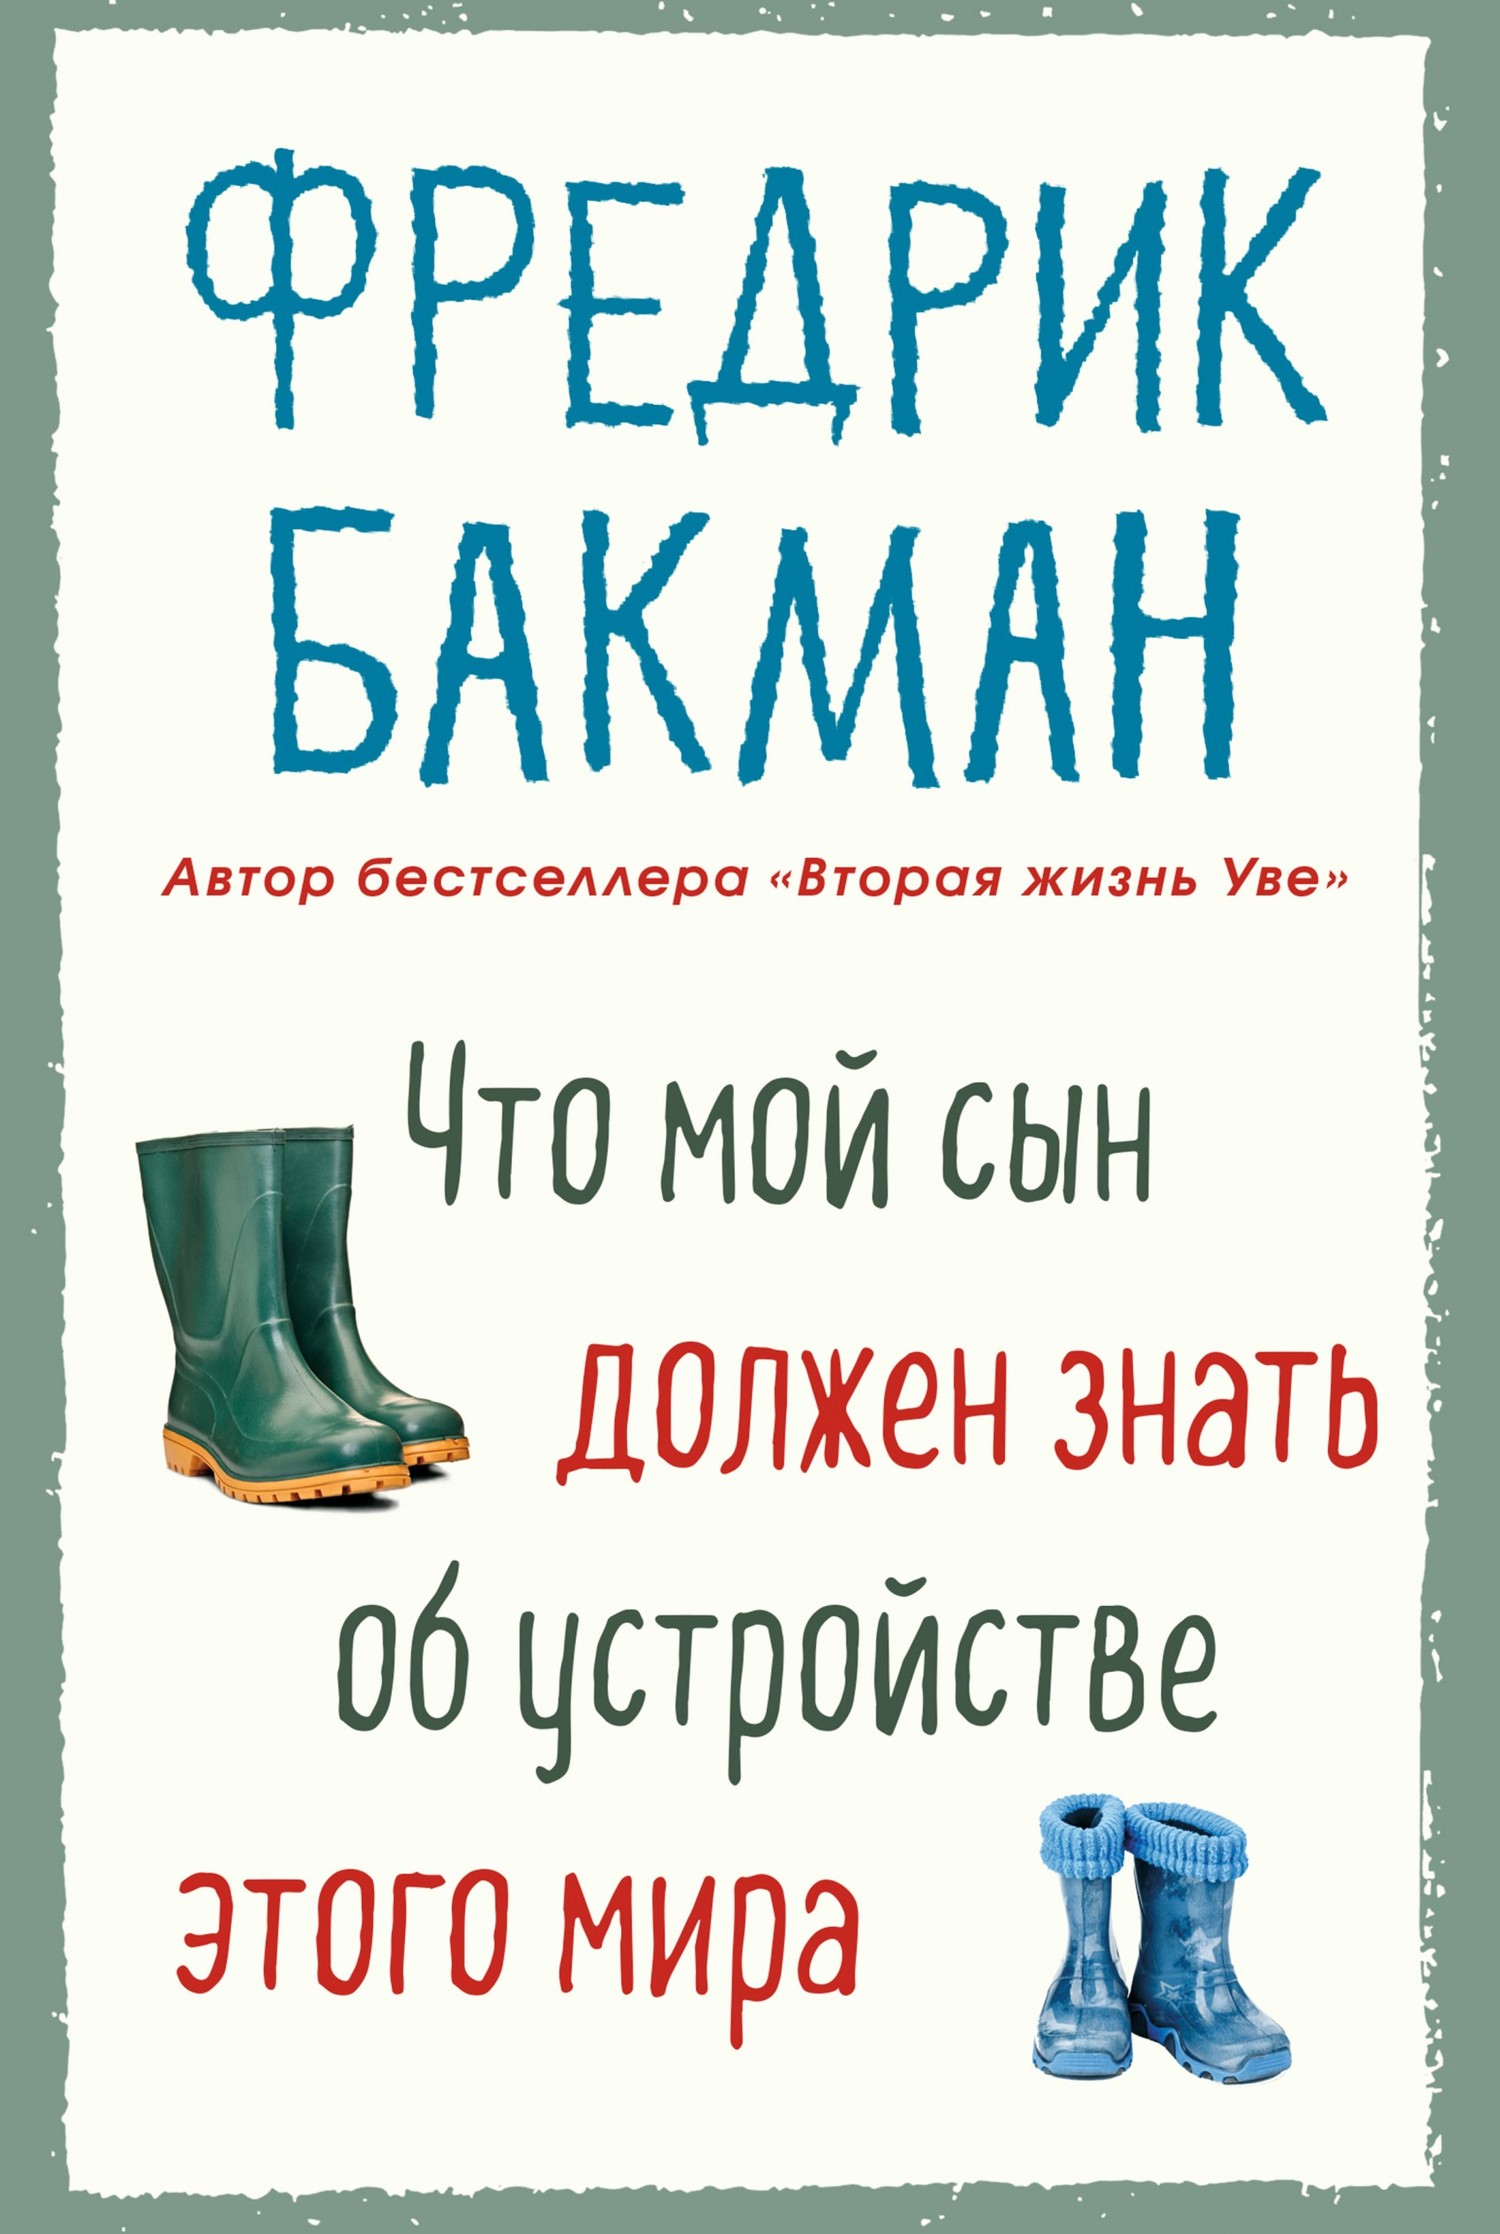 ФРЕДРИК
БАКМАН
Автор бестселлера «Вторая жизнь Уве»
Что мой сын
должен знать
об устройстве
этого мира